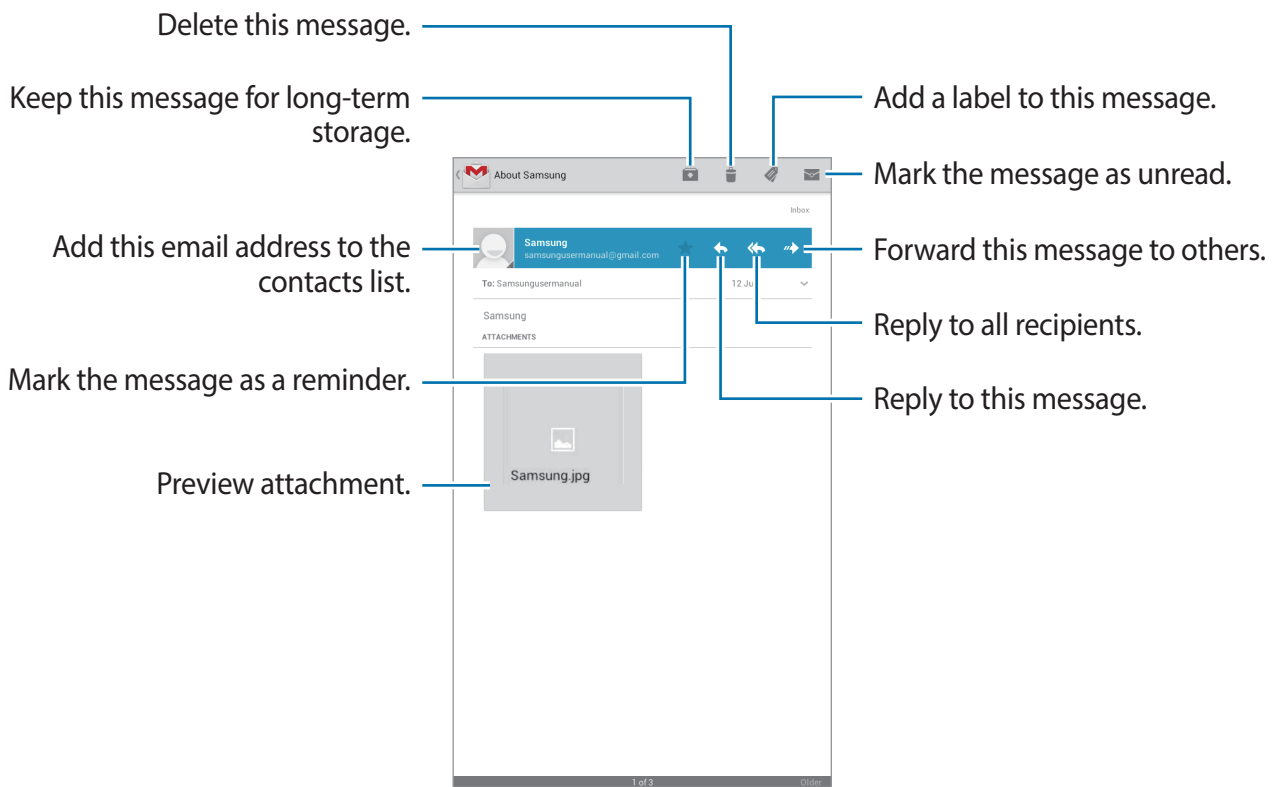 Delete this message.
Keep this message for long-term
storage.
Add a label to this message.
Mark the message as unread.
About Samsung
Inbox
Add this email address to the
contacts list.
Samsung
samsungusermanual@gmail.com
Forward this message to others.
To: Samsungusermanual
12 Ju
Samsung
ATTACHMENTS
Reply to all recipients.
Mark the message as a reminder.
Reply to this message.
Samsung.jpg
Preview attachment.
1 of 3
Older